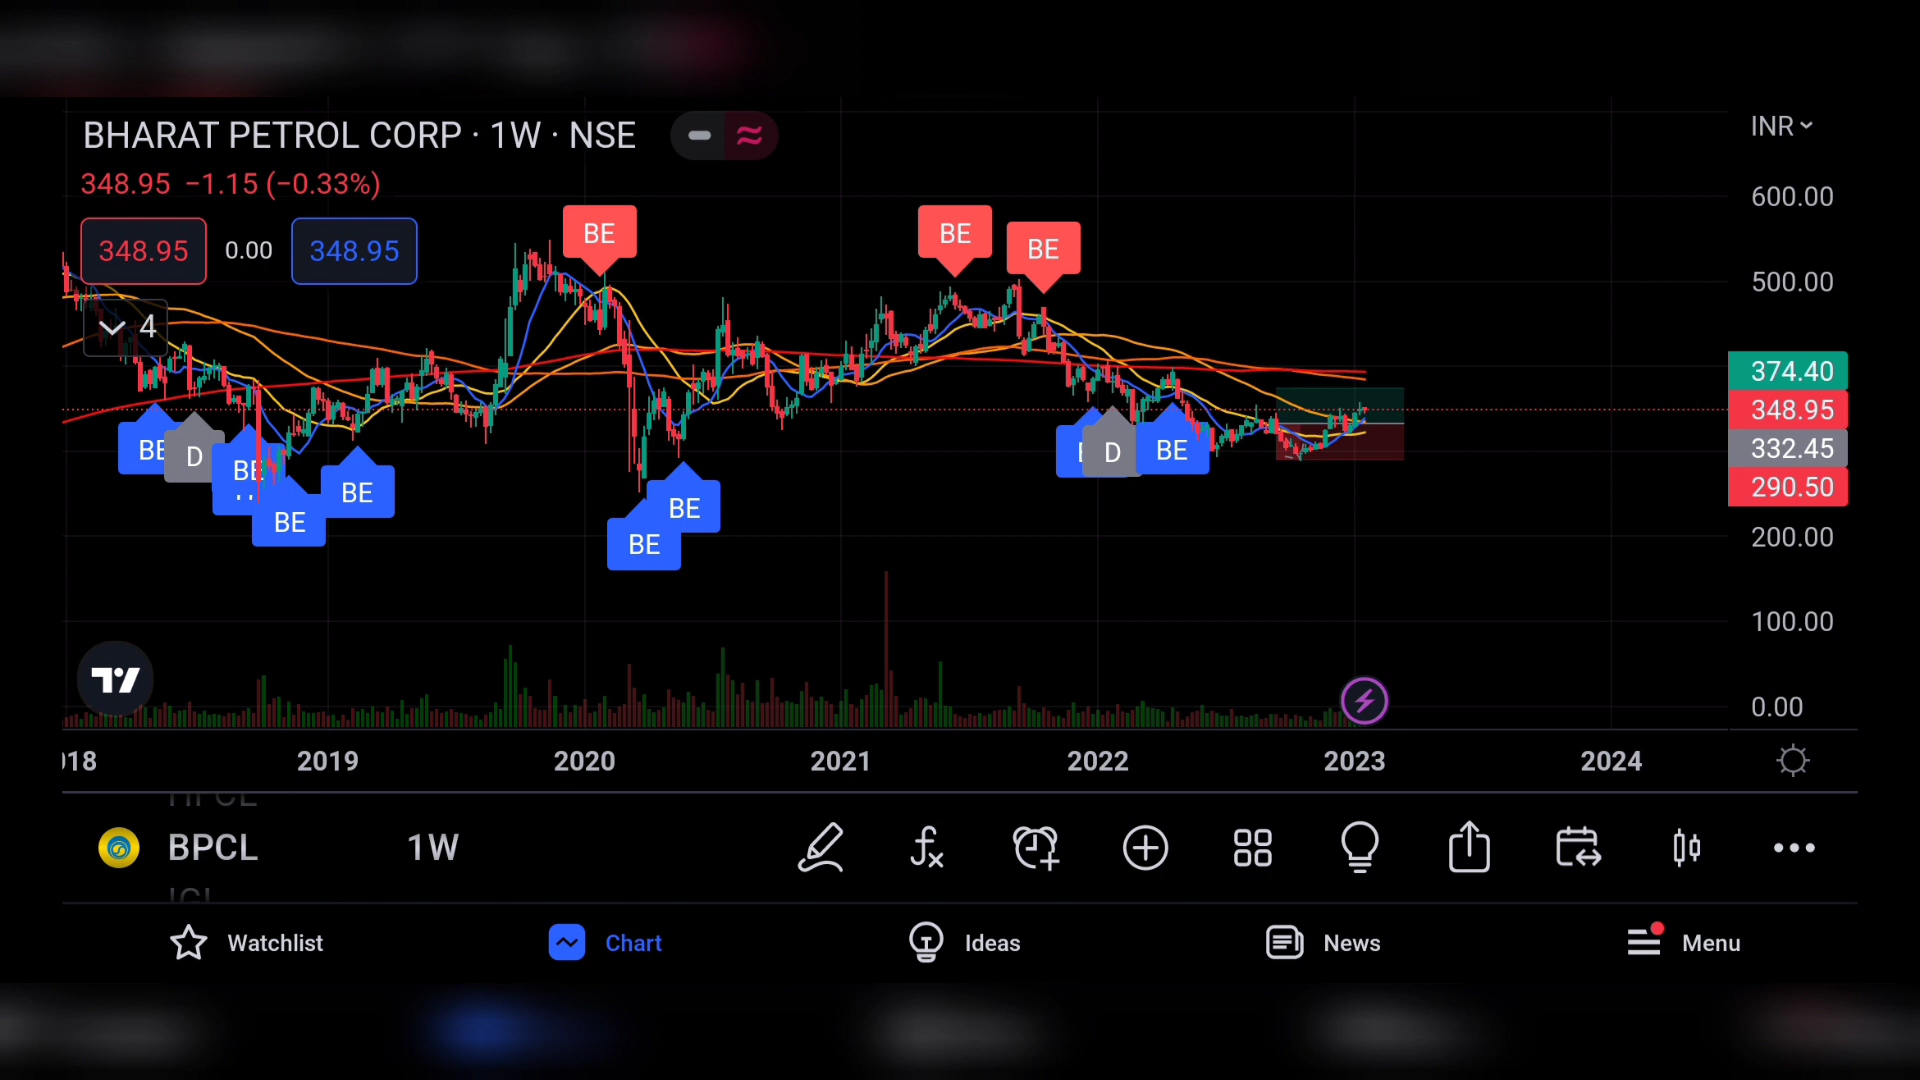 BHARAT PETROL CORP · 1W · NSE
INR
348.95 −1.15 (−0.33%)
348.95 0.00 348.95
4
600.00
500.00
374.40
348.95
332.45
290.50
200.00
100.00
0.00
BE
BE
BE
BE
D
BE
BE
BE
BE
BE
D
BE
2019 2020 2021 2022 2023 2024
BPCL 1W
Watchlist Chart Ideas News Menu